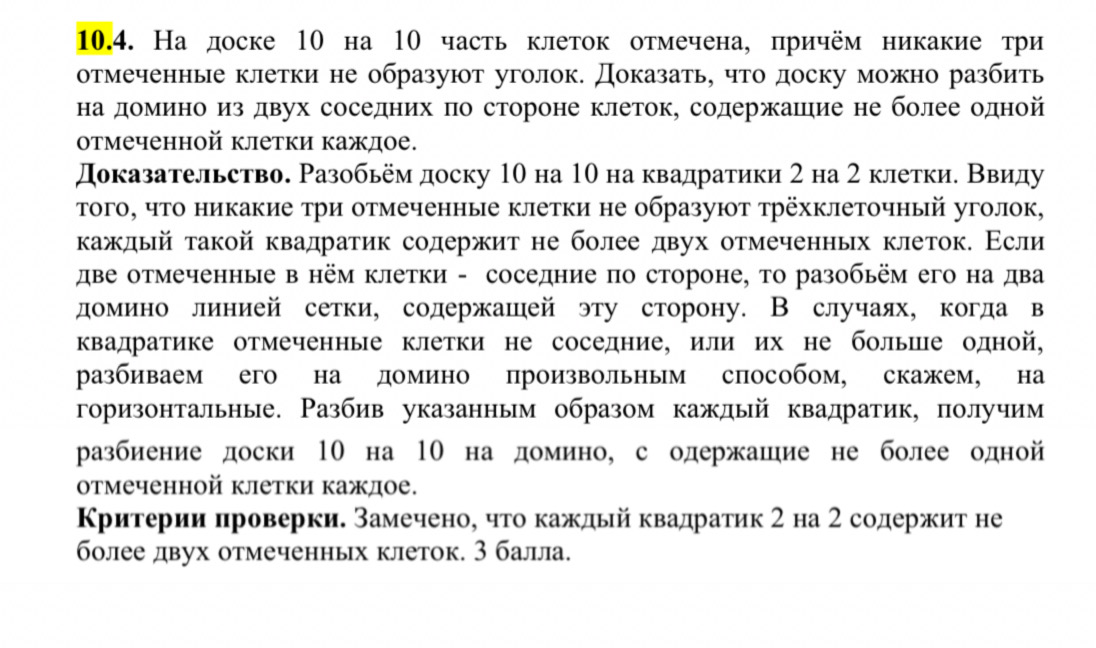 10.4. На доске 10 на 10 часть клеток отмечена, причём никакие три
отмеченные клетки не образуют уголок. Доказать, что доску можно разбить
на домино из двух соседних по стороне клеток, содержащие не более одной
отмеченной клетки каждое.
Доказательство. Разобьём доску 10 на 10 на квадратики 2 на 2 клетки. Ввиду
того, что никакие три отмеченные клетки не образуют трёхклеточный уголок,
каждый такой квадратик содержит не более двух отмеченных клеток. Если
две отмеченные в нём клетки - соседние по стороне, то разобьём его на два
домино линией сетки, содержащей эту сторону. В случаях, когда в
квадратике отмеченные клетки не соседние, или их не больше одной,
разбиваем его на домино произвольным способом, скажем, на
горизонтальные. Разбив указанным образом каждый квадратик, получим
разбиение доски 10 на 10 на домино, с одержащие не более одной
отмеченной клетки каждое.
Критерии проверки. Замечено, что каждый квадратик 2 на 2 содержит не
более двух отмеченных клеток. 3 балла.